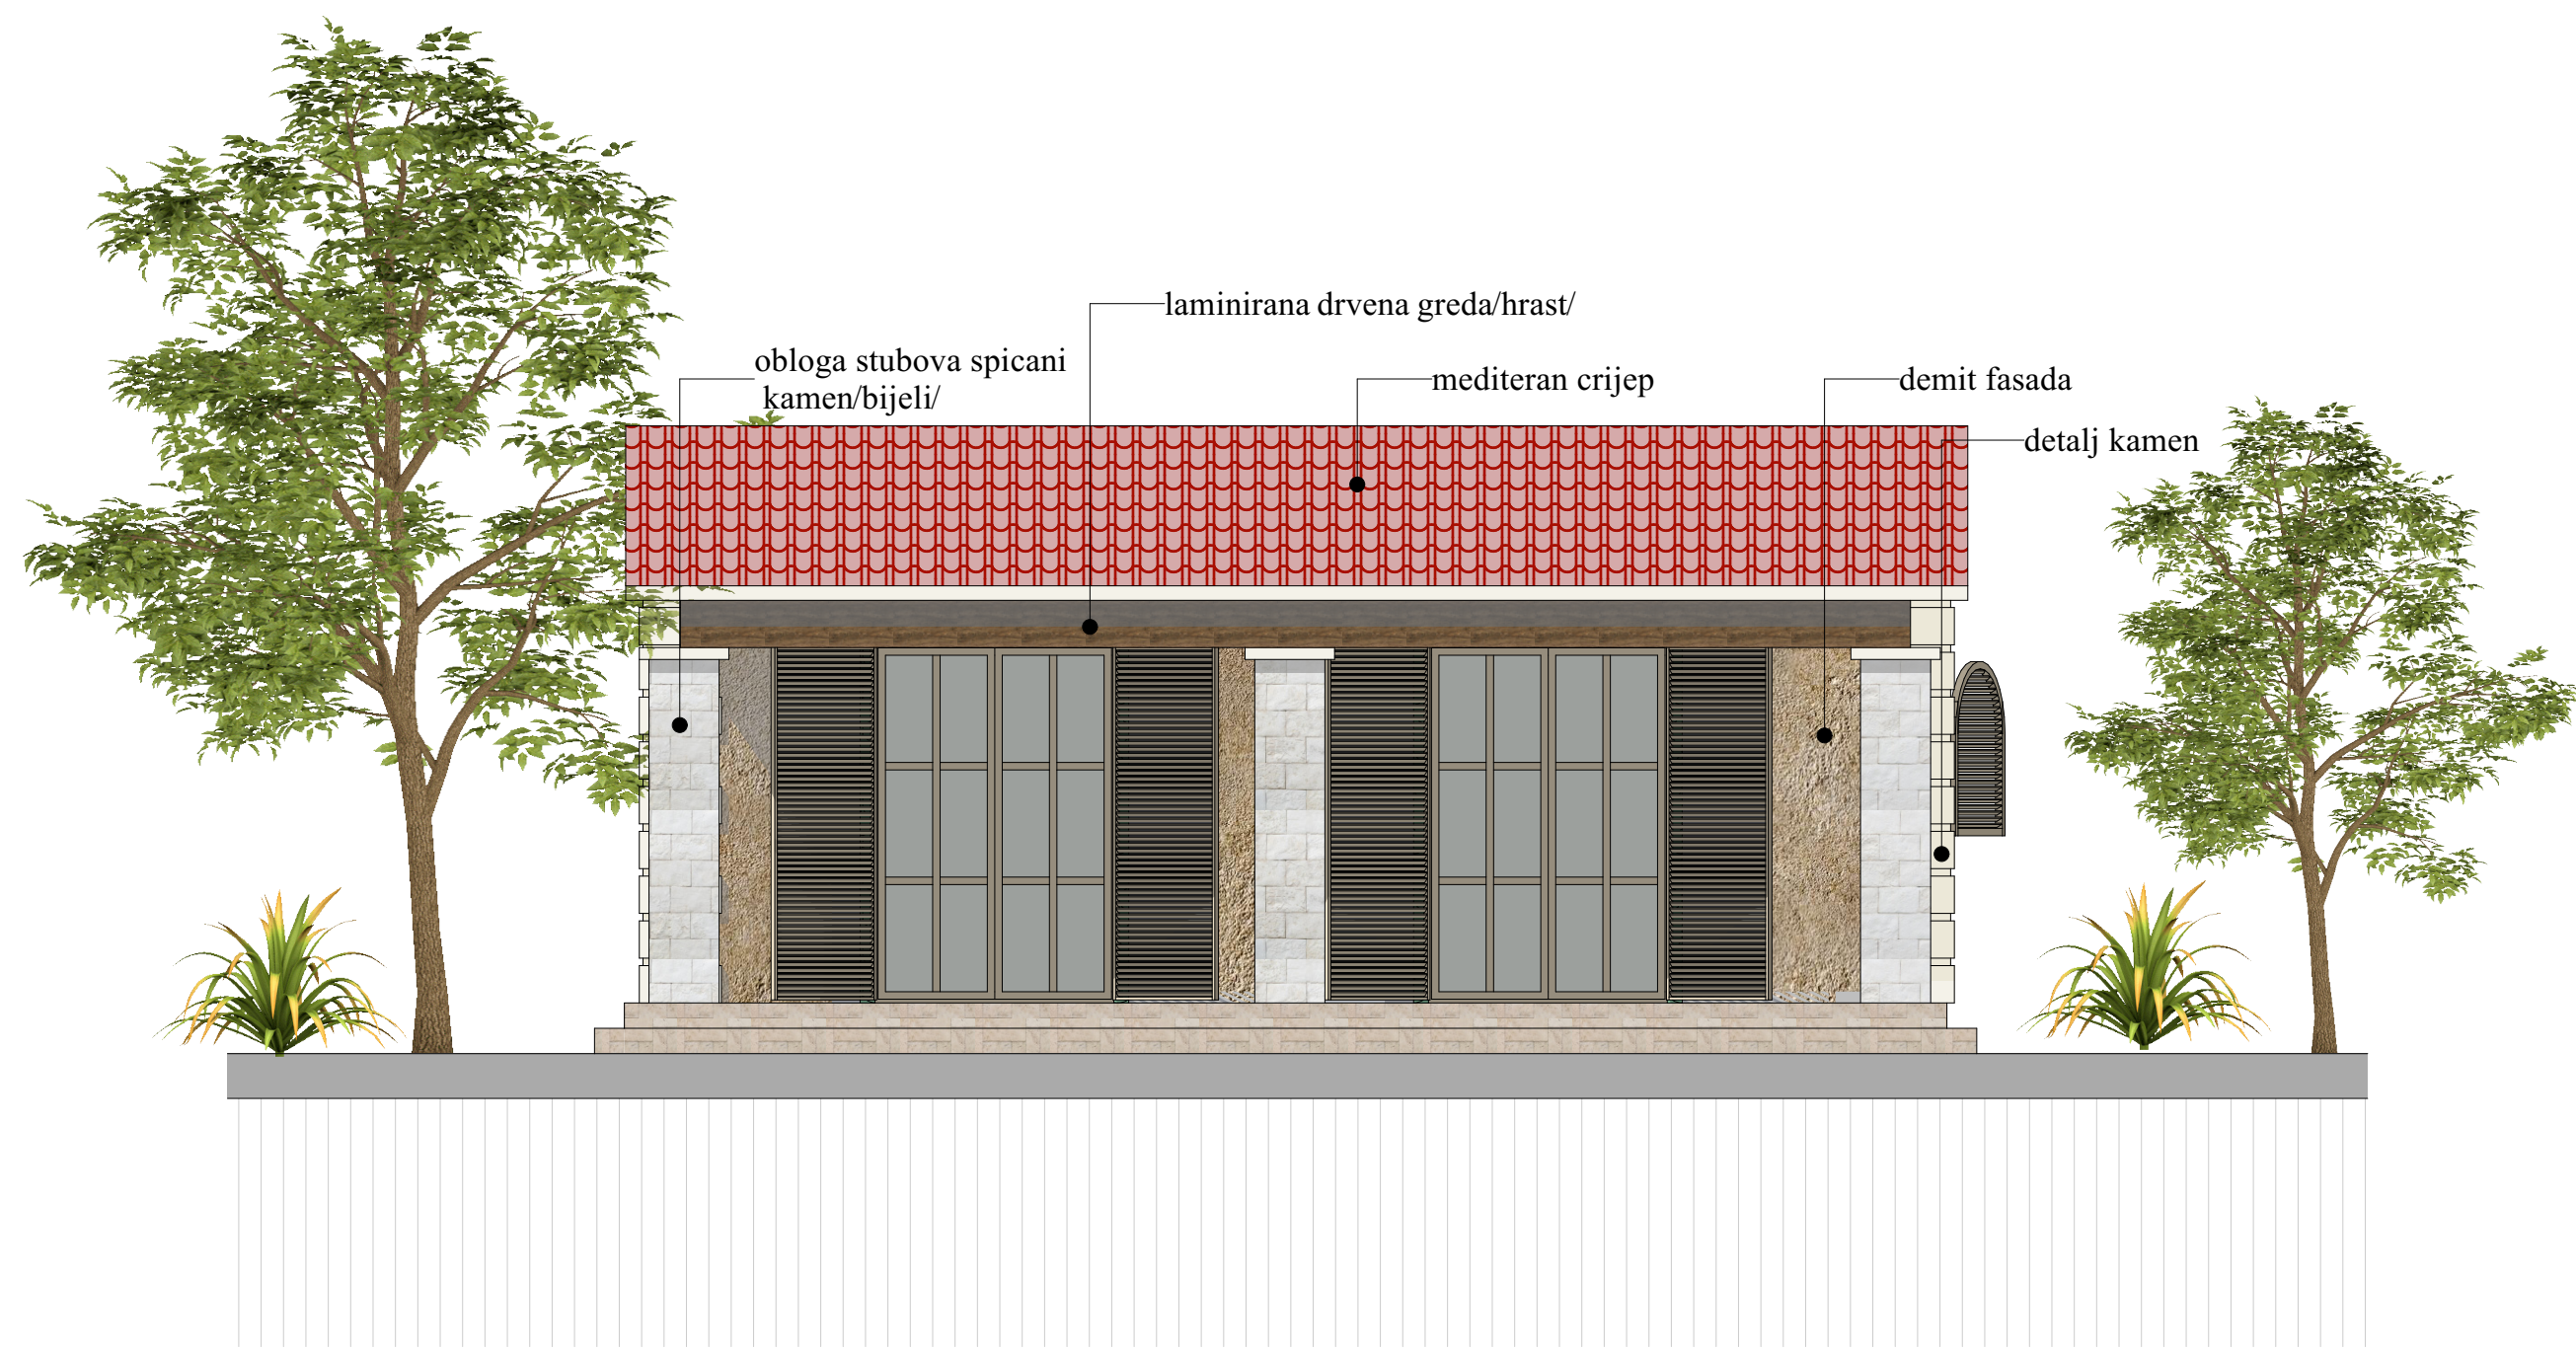 laminirana drvena greda/hrast/
obloga stubova spicani
kamen/bijeli/
mediteran crijep
demit fasada
detalj kamen